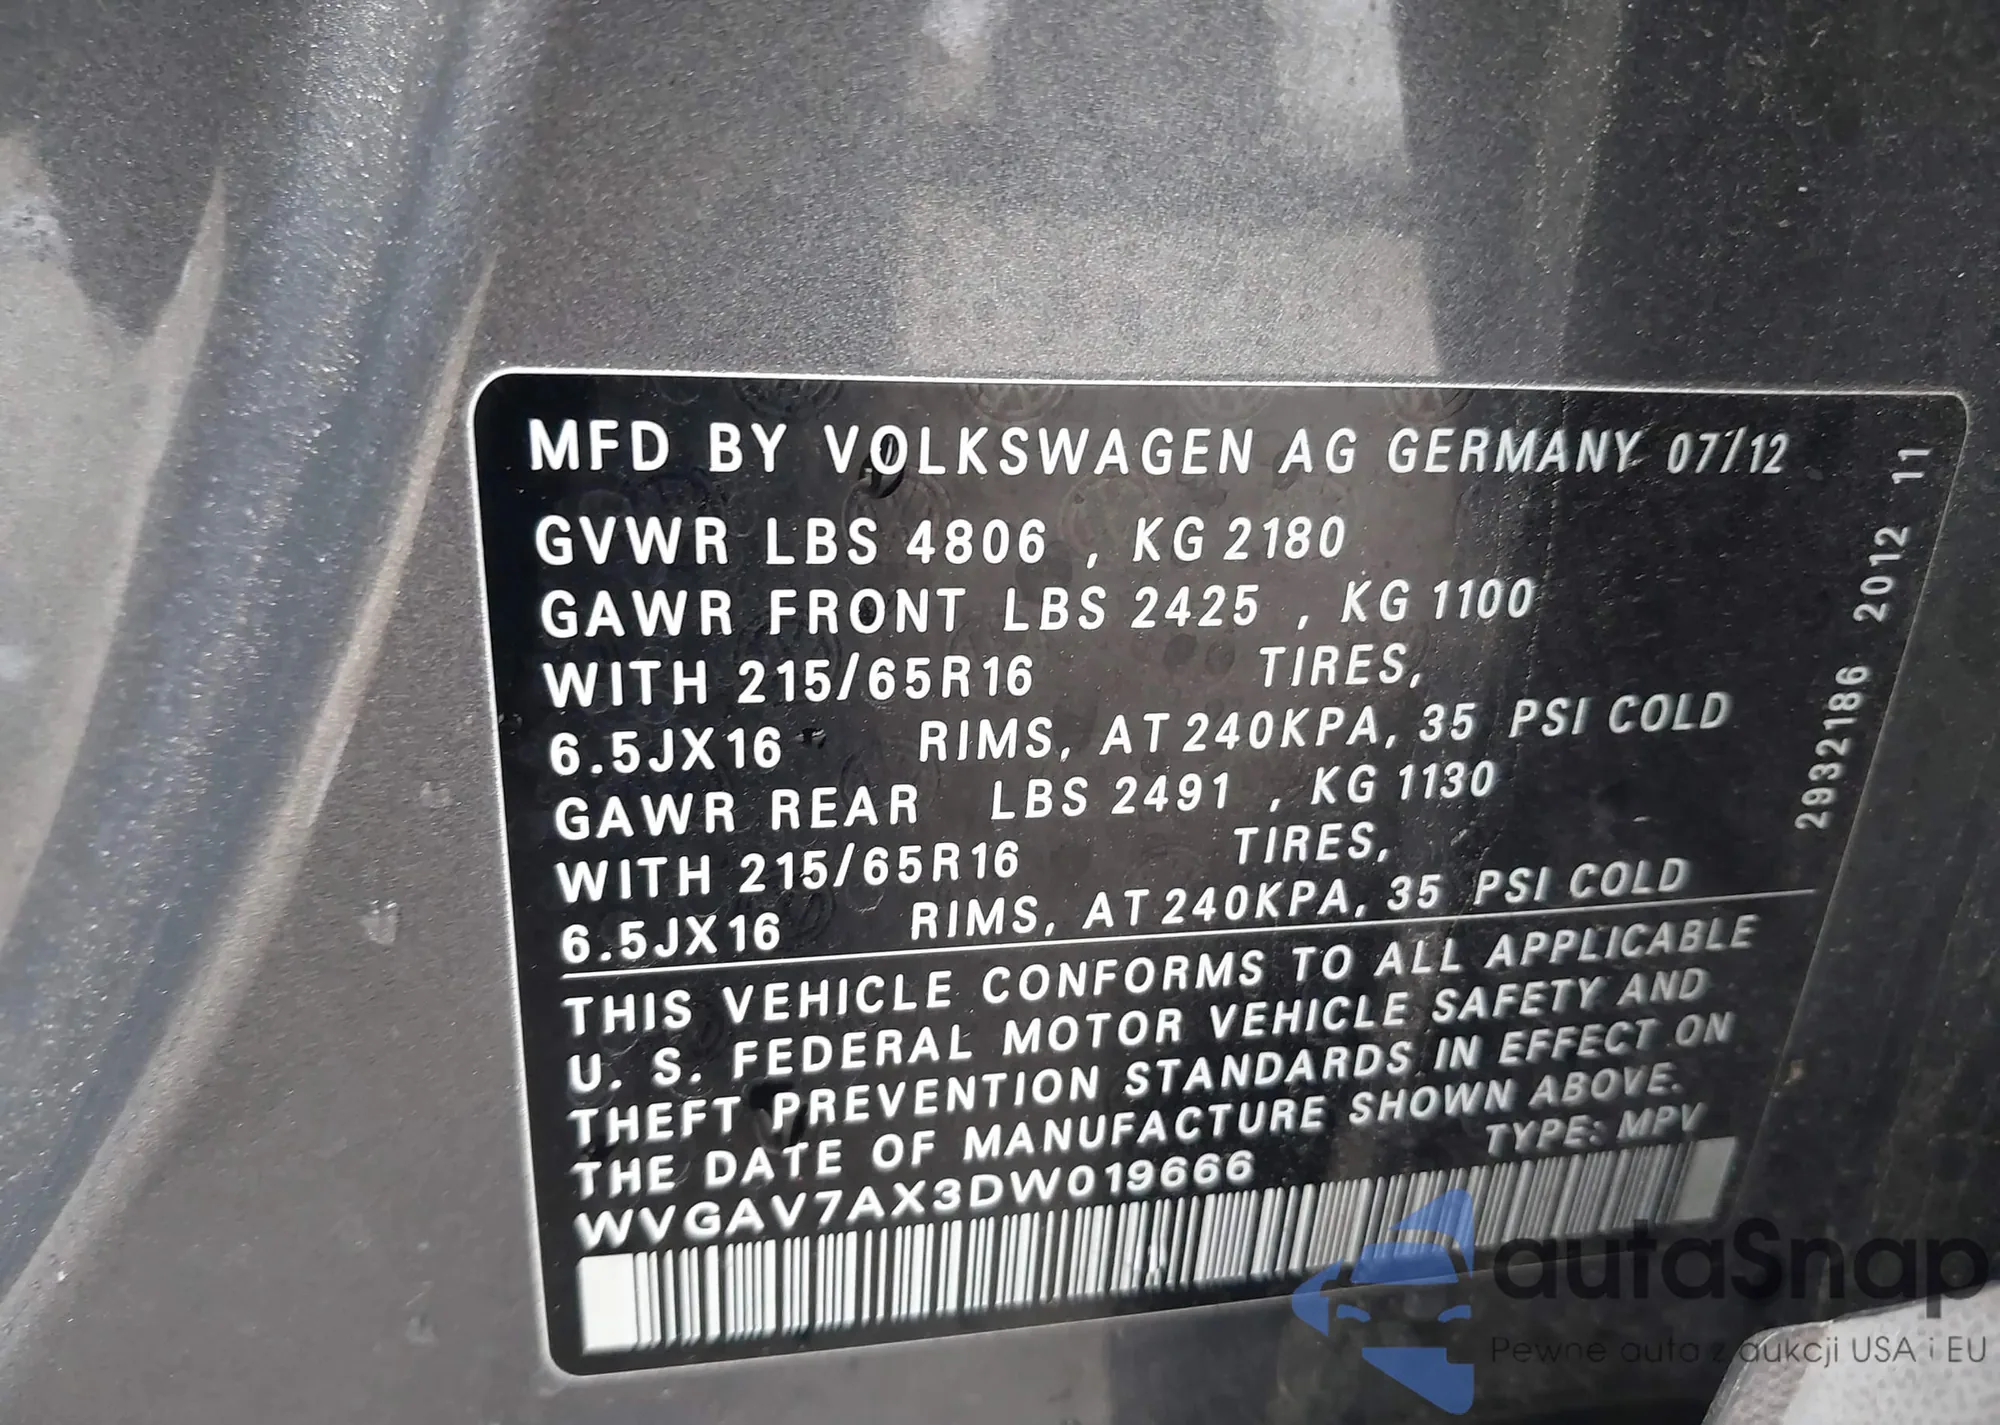 MFD BY VOLKSWAGEN AG GERMANY 07/12
GVWR LBS 4806 , KG 2180
GAWR FRONT LBS 2425 , KG 1100
WITH 215/65R16 TIRES,
6.5JX16 RIMS, AT 240KPA, 35 PSI COLD
GAWR REAR LBS 2491 , KG 1130
WITH 215/65R16 TIRES,
6.5JX16 RIMS, AT 240KPA, 35 PSI COLD
THIS VEHICLE CONFORMS TO ALL APPLICABLE
U. S. FEDERAL MOTOR VEHICLE SAFETY AND
THEFT PREVENTION STANDARDS IN EFFECT ON
THE DATE OF MANUFACTURE SHOWN ABOVE.
WVGAV7AX3DW019666 TYPE: MPV
2932186 2012 11
autaSnap
Pewne auta z aukcji USA i EU